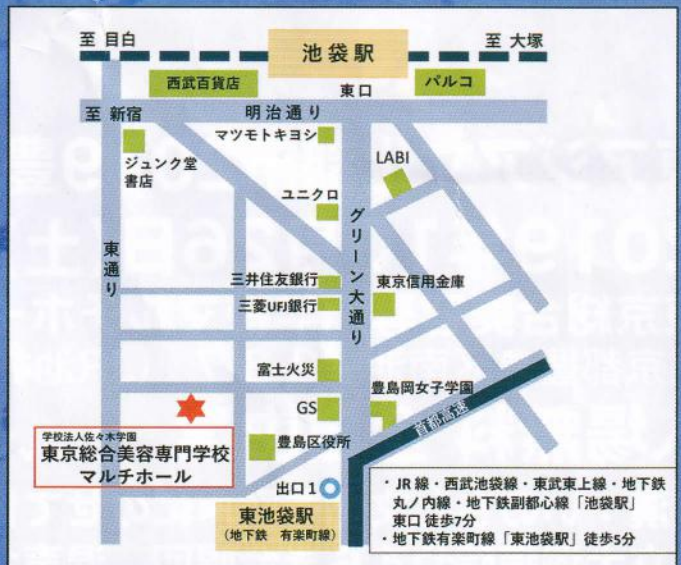 至 目白
池袋駅
至 大塚
西武百貨店
東口
パルコ
至 新宿
明治通り
マツモトキヨシ
ジュンク堂
書店
LABI
ユニクロ
グリーン大通り
東通り
三井住友銀行
三菱UFJ銀行
東京信用金庫
富士火災
GS
豊島岡女子学園
首都高速
学校法人佐々木学園
東京総合美容専門学校
マルチホール
豊島区役所
出口1
東池袋駅
(地下鉄 有楽町線)
・JR線・西武池袋線・東武東上線・地下鉄
丸ノ内線・地下鉄副都心線「池袋駅」
東口 徒歩7分
・地下鉄有楽町線「東池袋駅」徒歩5分